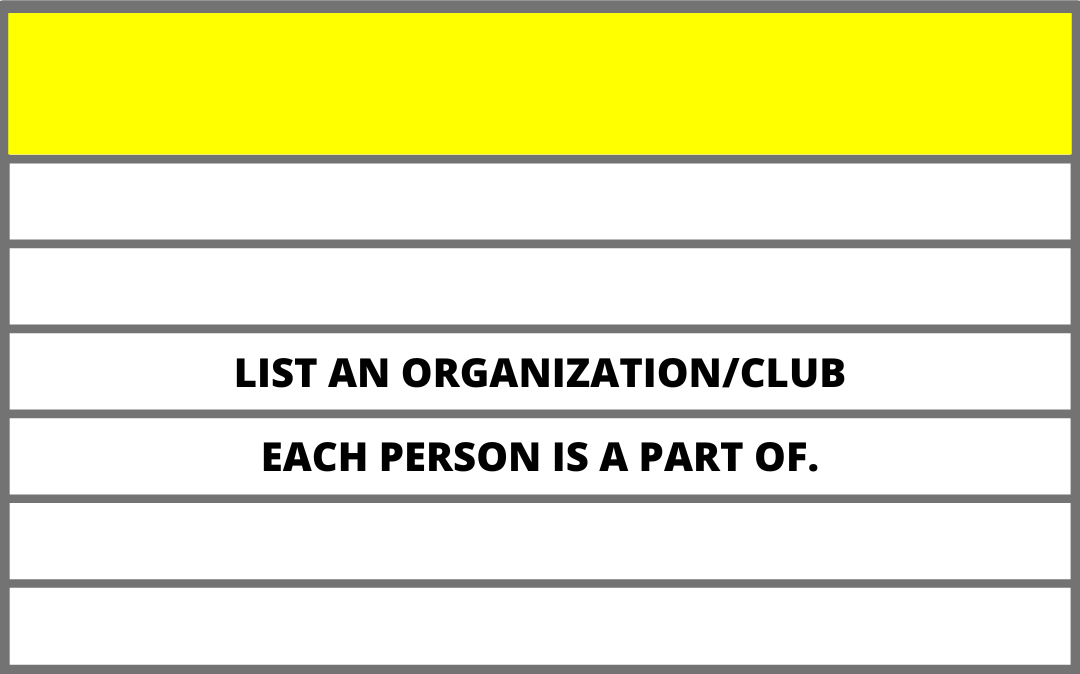 LIST AN ORGANIZATION/CLUB
EACH PERSON IS A PART OF.